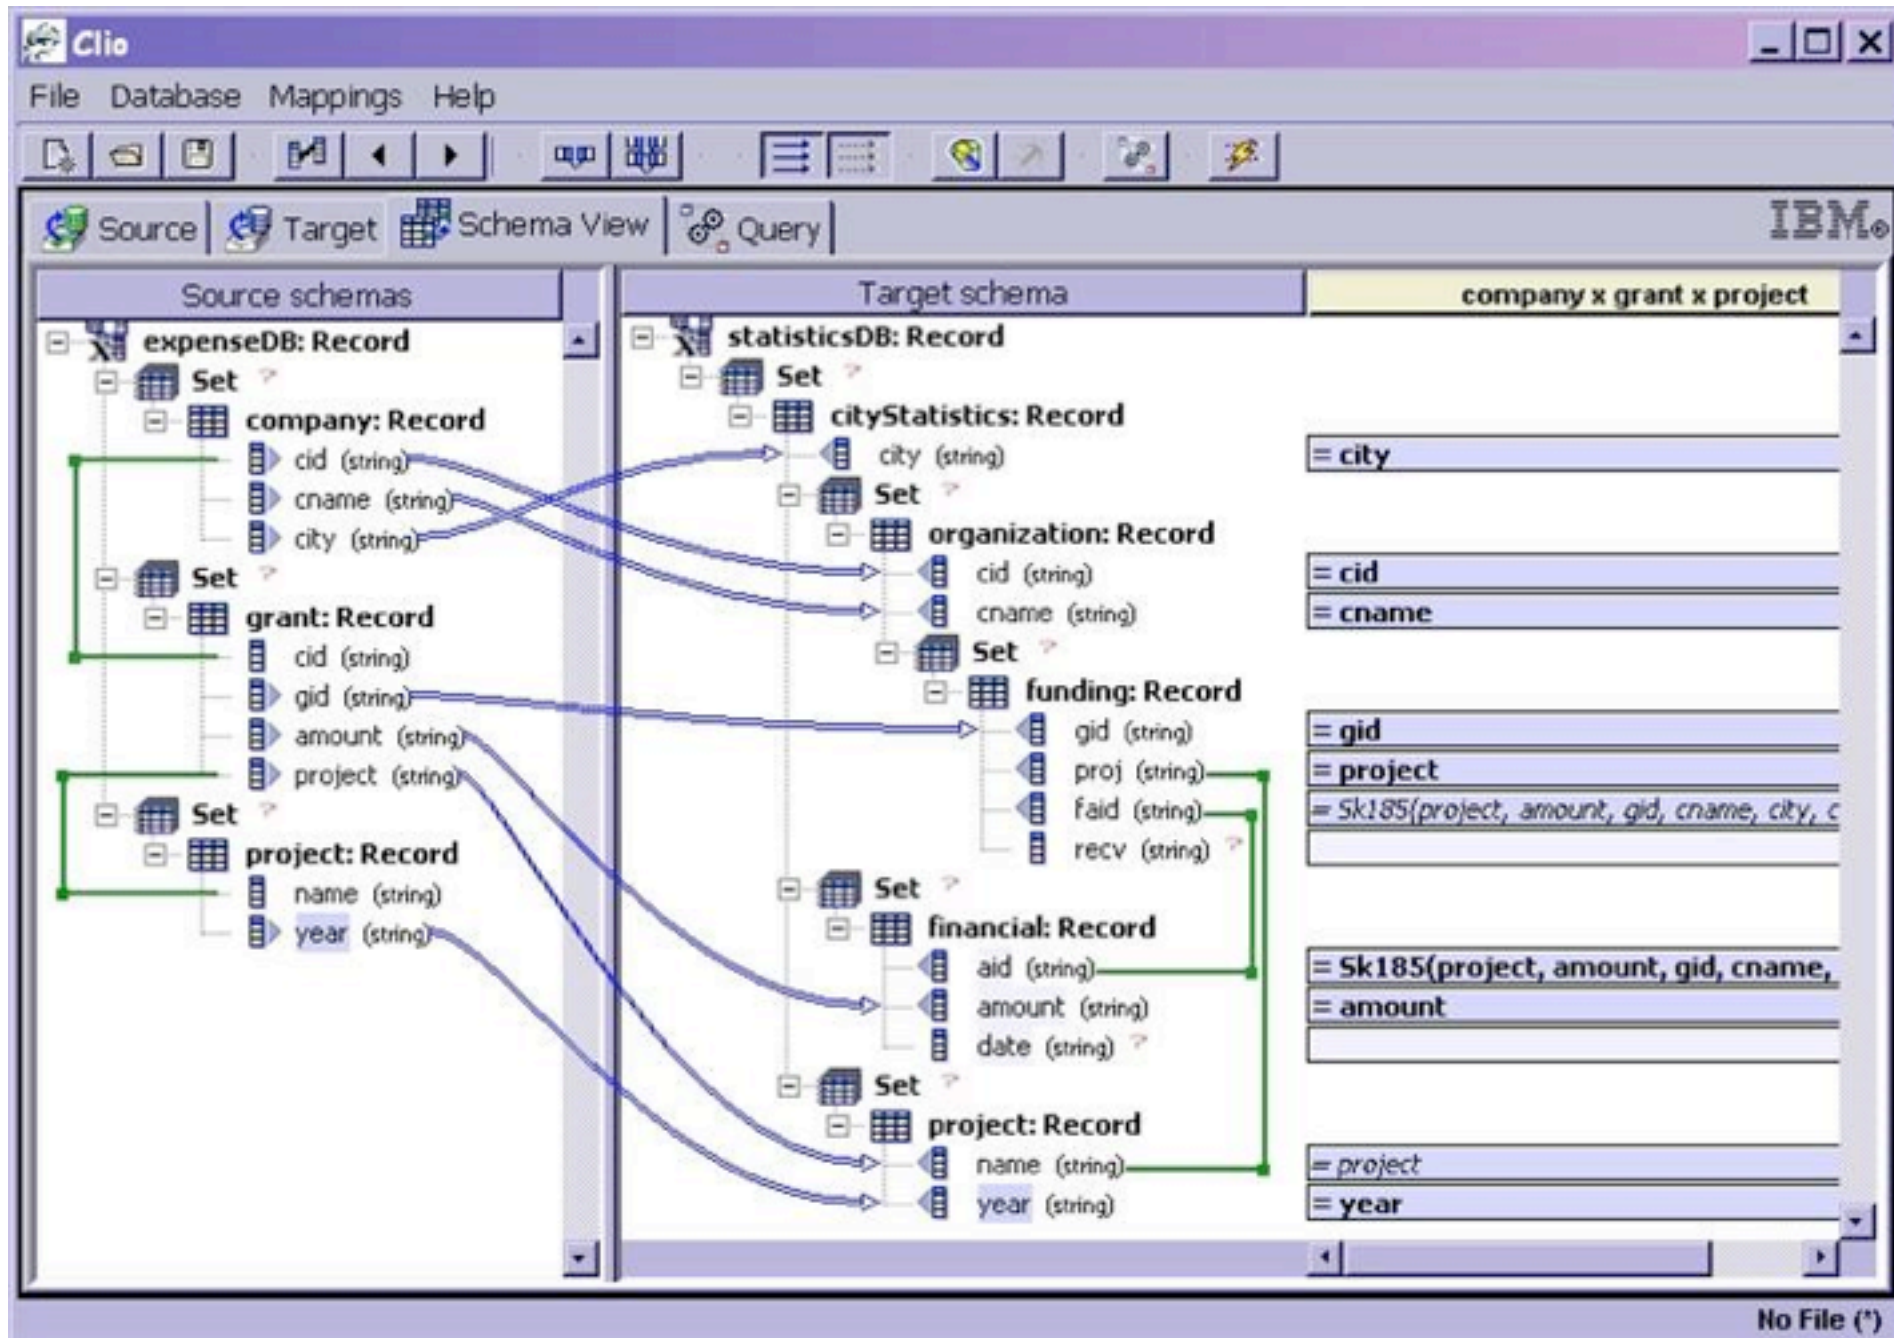 Clio
File Database Mappings Help
Source Target Schema View Query IBM®
Source schemas
expenseDB: Record
Set ?
company: Record
cid (string)
cname (string)
city (string)
Set ?
grant: Record
cid (string)
gid (string)
amount (string)
project (string)
Set ?
project: Record
name (string)
year (string)
Target schema
statisticsDB: Record
Set ?
cityStatistics: Record
city (string)
Set ?
organization: Record
cid (string)
cname (string)
Set ?
funding: Record
gid (string)
proj (string)
faid (string)
recv (string) ?
Set ?
financial: Record
aid (string)
amount (string)
date (string) ?
Set ?
project: Record
name (string)
year (string)
company x grant x project
= city
= cid
= cname
= gid
= project
= Sk185(project, amount, gid, cname, city, c
= Sk185(project, amount, gid, cname,
= amount
= project
= year
No File (*)